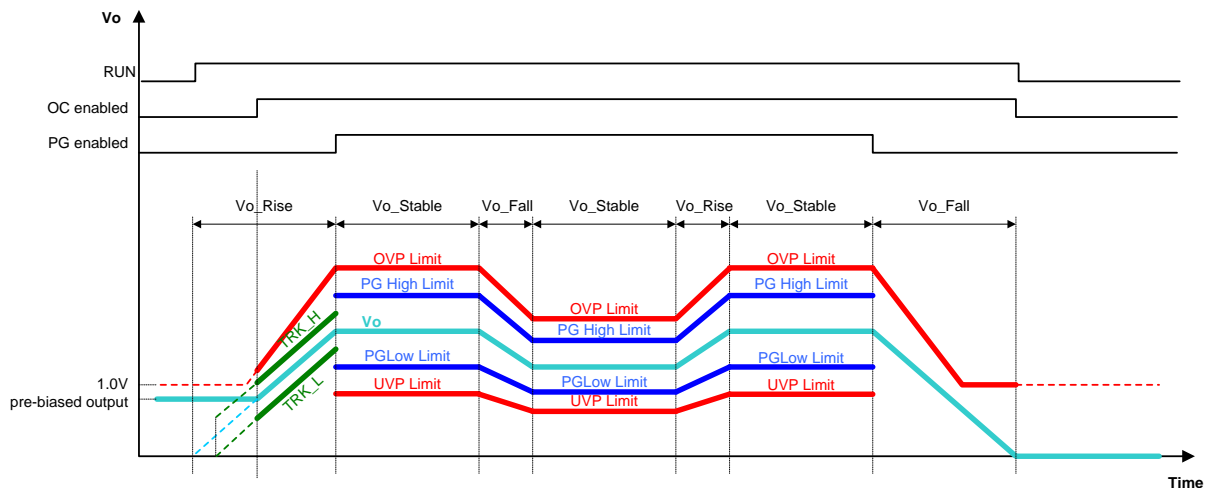 Vo
RUN
OC enabled
PG enabled
Vo_Rise
Vo_Stable
Vo_Fall
Vo_Stable
Vo_Rise
Vo_Stable
Vo_Fall
OVP Limit
OVP Limit
PG High Limit
PG High Limit
OVP Limit
Vo
TRK_H
PG High Limit
PGLow Limit
PGLow Limit
1.0V
PGLow Limit
UVP Limit
UVP Limit
TRK_L
pre-biased output
UVP Limit
Time